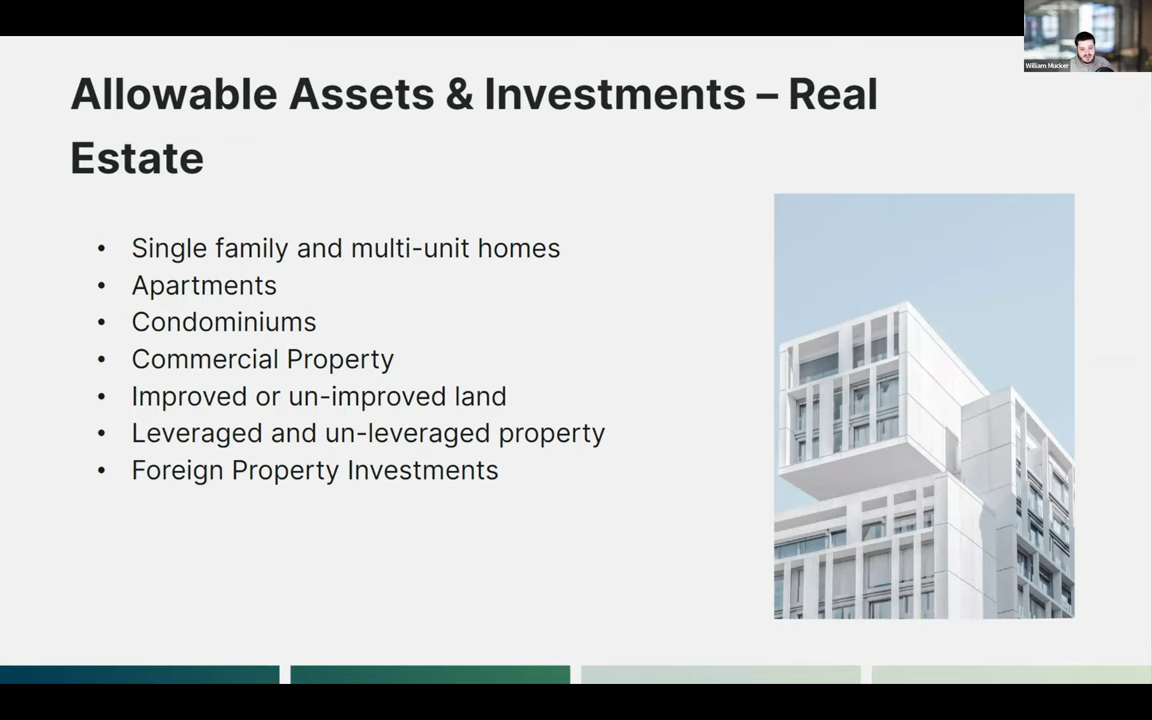 William Mucker
Allowable Assets & Investments – Real
Estate
• Single family and multi-unit homes
• Apartments
• Condominiums
• Commercial Property
• Improved or un-improved land
• Leveraged and un-leveraged property
• Foreign Property Investments